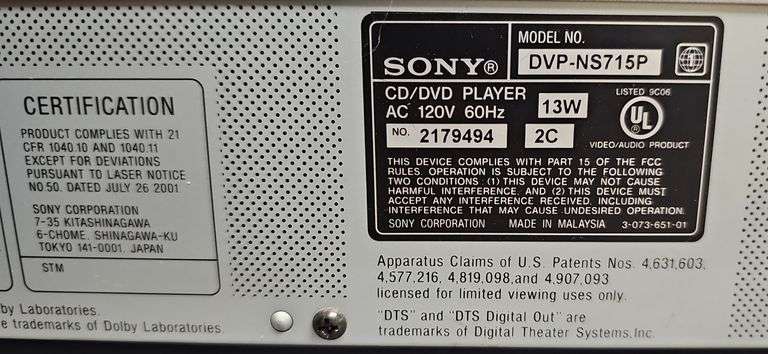 CERTIFICATION
PRODUCT COMPLIES WITH 21
CFR 1040.10 AND 1040.11
EXCEPT FOR DEVIATIONS
PURSUANT TO LASER NOTICE
NO.50. DATED JULY 26 2001
SONY CORPORATION
7-35 KITASHINAGAWA
6-CHOME, SHINAGAWA-KU
TOKYO 141-0001, JAPAN
STM
by Laboratories.
e trademarks of Dolby Laboratories
SONY®
MODEL NO.
DVP-NS715P
CD/DVD PLAYER
AC 120V 60Hz
13W
NO. 2179494
2C
LISTED 9C06
UL
®
VIDEO/AUDIO PRODUCT
THIS DEVICE COMPLIES WITH PART 15 OF THE FCC
RULES. OPERATION IS SUBJECT TO THE FOLLOWING
TWO CONDITIONS: (1) THIS DEVICE MAY NOT CAUSE
HARMFUL INTERFERENCE, AND (2) THIS DEVICE MUST
ACCEPT ANY INTERFERENCE RECEIVED, INCLUDING
INTERFERENCE THAT MAY CAUSE UNDESIRED OPERATION.
SONY CORPORATION MADE IN MALAYSIA 3-073-651-01
Apparatus Claims of U.S. Patents Nos. 4,631,603,
4,577,216, 4,819,098, and 4,907,093
licensed for limited viewing uses only.
"DTS" and "DTS Digital Out" are
trademarks of Digital Theater Systems, Inc.